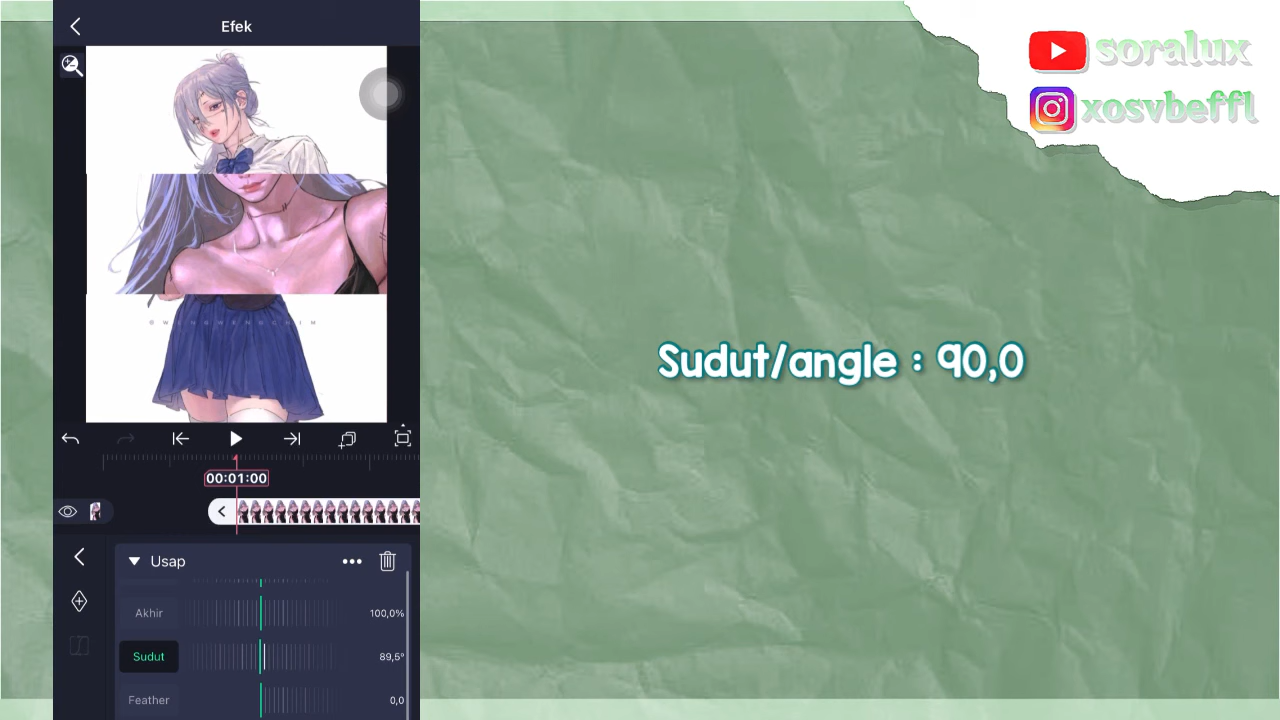 Efek
soralux
xosvbeffl
@WENGWENGCHIM
Sudut/angle : 90,0
00:01:00
Usap
Akhir
100,0%
Sudut
89,5°
Feather
0,0